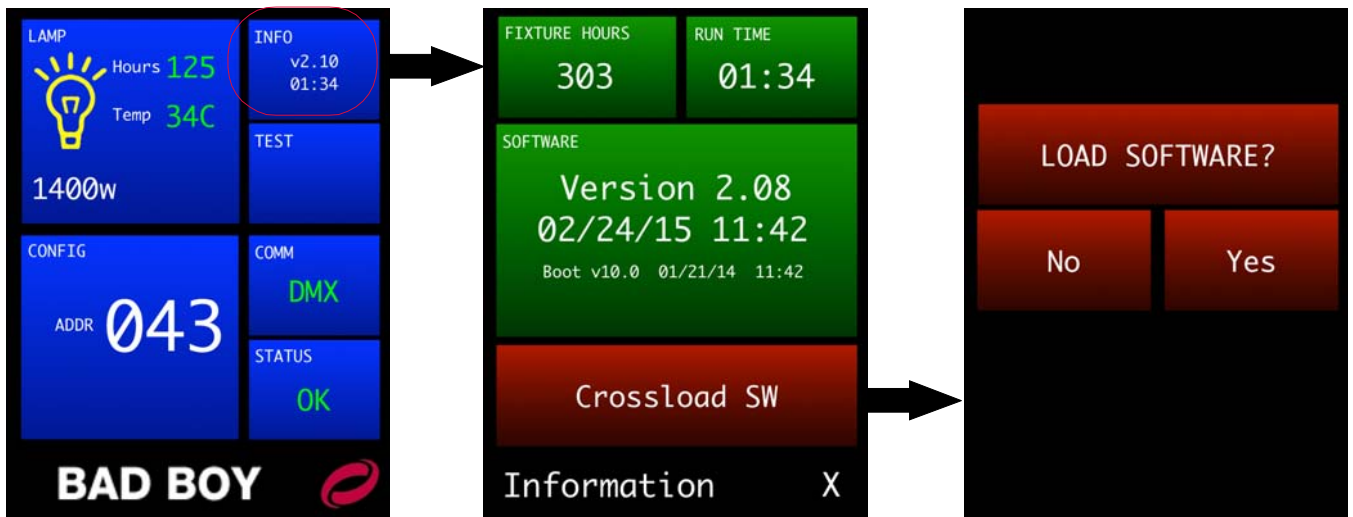 LAMP
Hours 125
Temp 34C
1400w
INFO
v2.10
01:34
TEST
CONFIG
ADDR 043
COMM
DMX
STATUS
OK
BAD BOY
FIXTURE HOURS
303
RUN TIME
01:34
SOFTWARE
Version 2.08
02/24/15 11:42
Boot v10.0 01/21/14 11:42
Crossload SW
Information X
LOAD SOFTWARE?
No
Yes